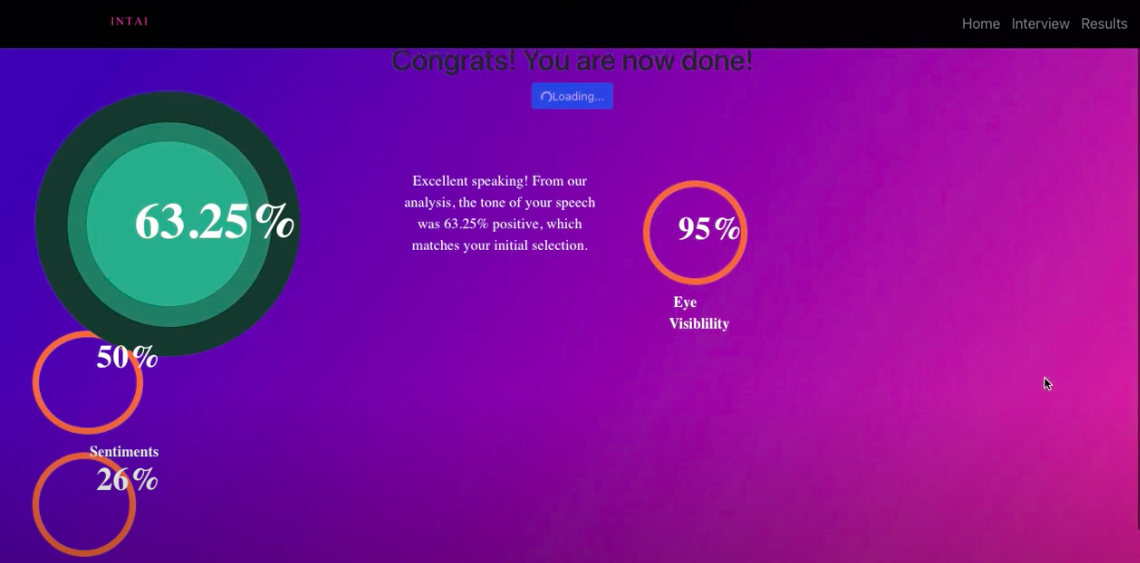 INTAI
Home Interview Results
Congrats! You are now done!
Loading...
63.25%
Excellent speaking! From our
analysis, the tone of your speech
was 63.25% positive, which
matches your initial selection.
95%
Eye
Visiblility
50%
Sentiments
26%